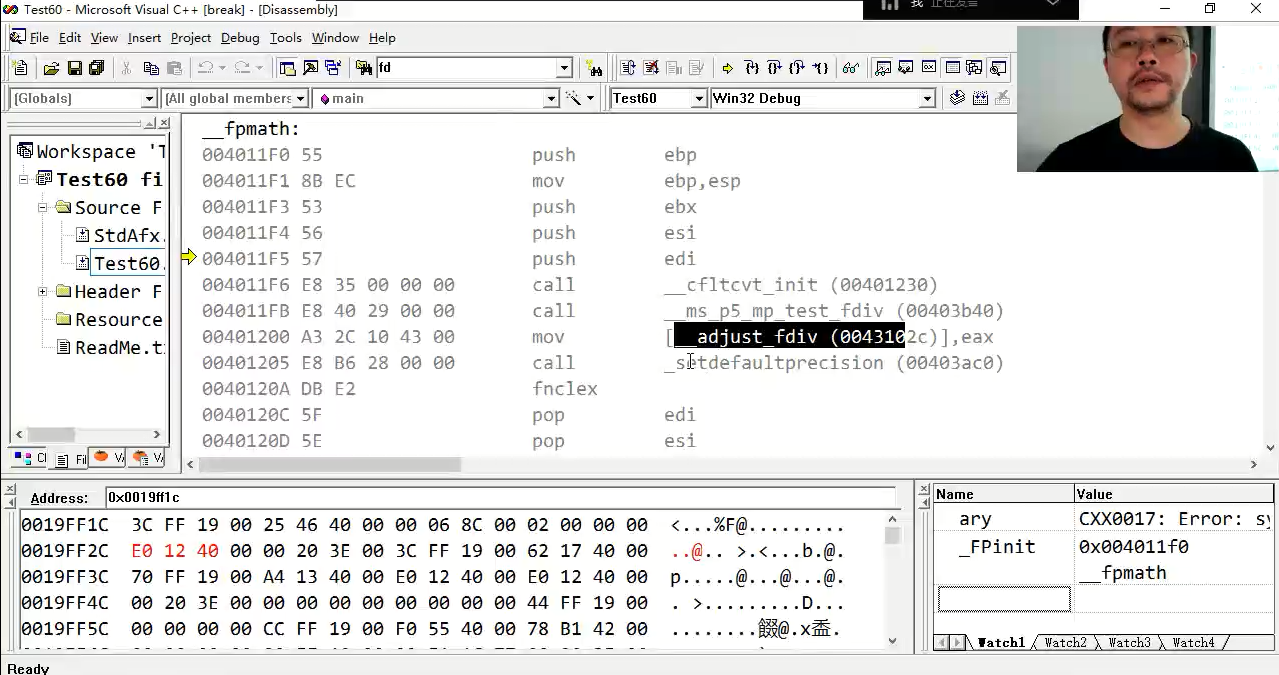 Test60 - Microsoft Visual C++ [break] - [Disassembly]
我 正在发言
File Edit View Insert Project Debug Tools Window Help
fd
[Globals] [All global members main Test60 Win32 Debug
Workspace 'T
Test60 fi
Source F
StdAfx.
Test60.
Header F
Resource
ReadMe.t
__fpmath:
004011F0 55 push ebp
004011F1 8B EC mov ebp,esp
004011F3 53 push ebx
004011F4 56 push esi
004011F5 57 push edi
004011F6 E8 35 00 00 00 call __cfltcvt_init (00401230)
004011FB E8 40 29 00 00 call __ms_p5_mp_test_fdiv (00403b40)
00401200 A3 2C 10 43 00 mov [__adjust_fdiv (0043102c)],eax
00401205 E8 B6 28 00 00 call _setdefaultprecision (00403ac0)
0040120A DB E2 fnclex
0040120C 5F pop edi
0040120D 5E pop esi
Address: 0x0019ff1c
0019FF1C 3C FF 19 00 25 46 40 00 00 06 8C 00 02 00 00 00 <...%F@.........
0019FF2C E0 12 40 00 00 20 3E 00 3C FF 19 00 62 17 40 00 ..@.. >.<...b.@.
0019FF3C 70 FF 19 00 A4 13 40 00 E0 12 40 00 E0 12 40 00 p.....@...@...@.
0019FF4C 00 20 3E 00 00 00 00 00 00 00 00 00 44 FF 19 00 . >.........D...
0019FF5C 00 00 00 00 CC FF 19 00 F0 55 40 00 78 B1 42 00 ........餟@.x盉.
Name Value
ary CXX0017: Error: sy
_FPinit 0x004011f0
__fpmath
Watch1 Watch2 Watch3 Watch4
Ready